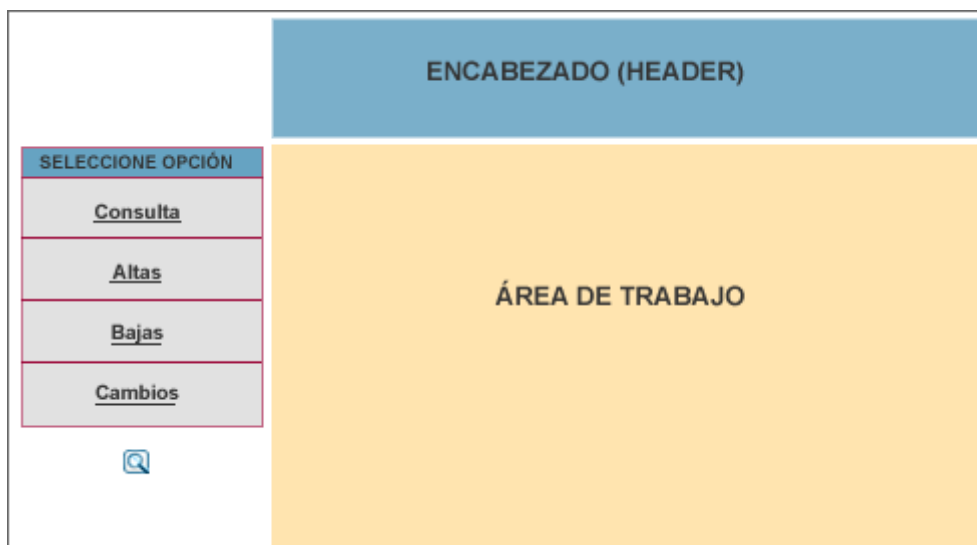 ENCABEZADO (HEADER)
SELECCIONE OPCIÓN
Consulta
Altas
Bajas
Cambios
ÁREA DE TRABAJO